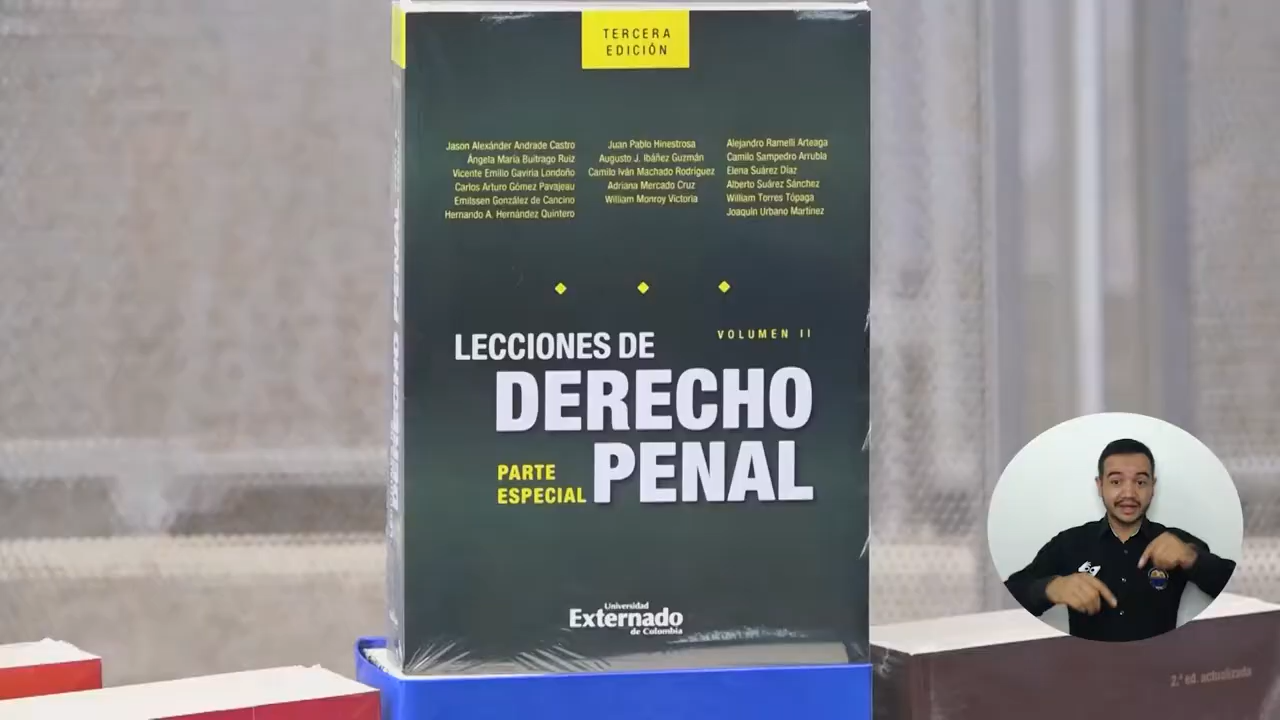 TERCERA
EDICIÓN
Jason Alexánder Andrade Castro
Ángela María Buitrago Ruiz
Vicente Emilio Gaviria Londoño
Carlos Arturo Gómez Pavajeau
Emilssen González de Cancino
Hernando A. Hernández Quintero
Juan Pablo Hinestrosa
Augusto J. Ibáñez Guzmán
Camilo Iván Machado Rodríguez
Adriana Mercado Cruz
William Monroy Victoria
Alejandro Ramelli Arteaga
Camilo Sampedro Arrubla
Elena Suárez Díaz
Alberto Suárez Sánchez
William Torres Tópaga
Joaquín Urbano Martínez
VOLUMEN II
LECCIONES DE
DERECHO
PENAL
PARTE
ESPECIAL
Universidad
Externado
de Colombia
2.ª ed. actualizada